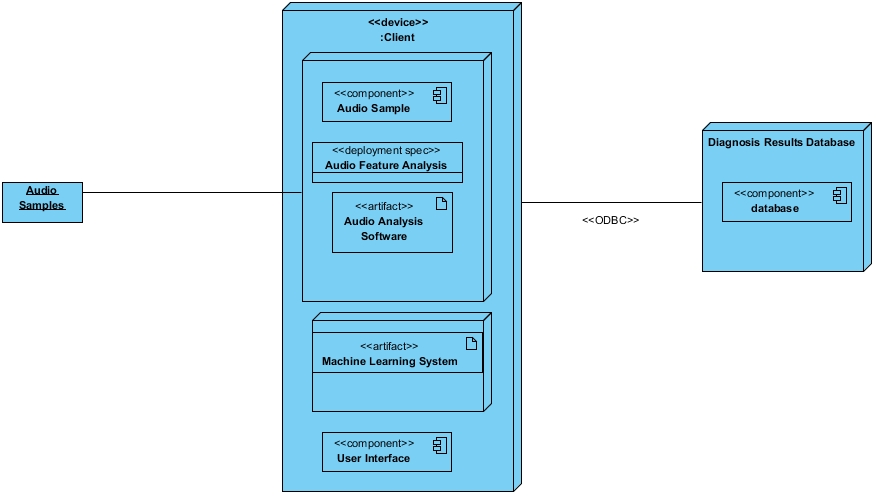 Audio
Samples
<<device>>
:Client
<<component>>
Audio Sample
<<deployment spec>>
Audio Feature Analysis
<<artifact>>
Audio Analysis
Software
<<artifact>>
Machine Learning System
<<component>>
User Interface
<<ODBC>>
Diagnosis Results Database
<<component>>
database